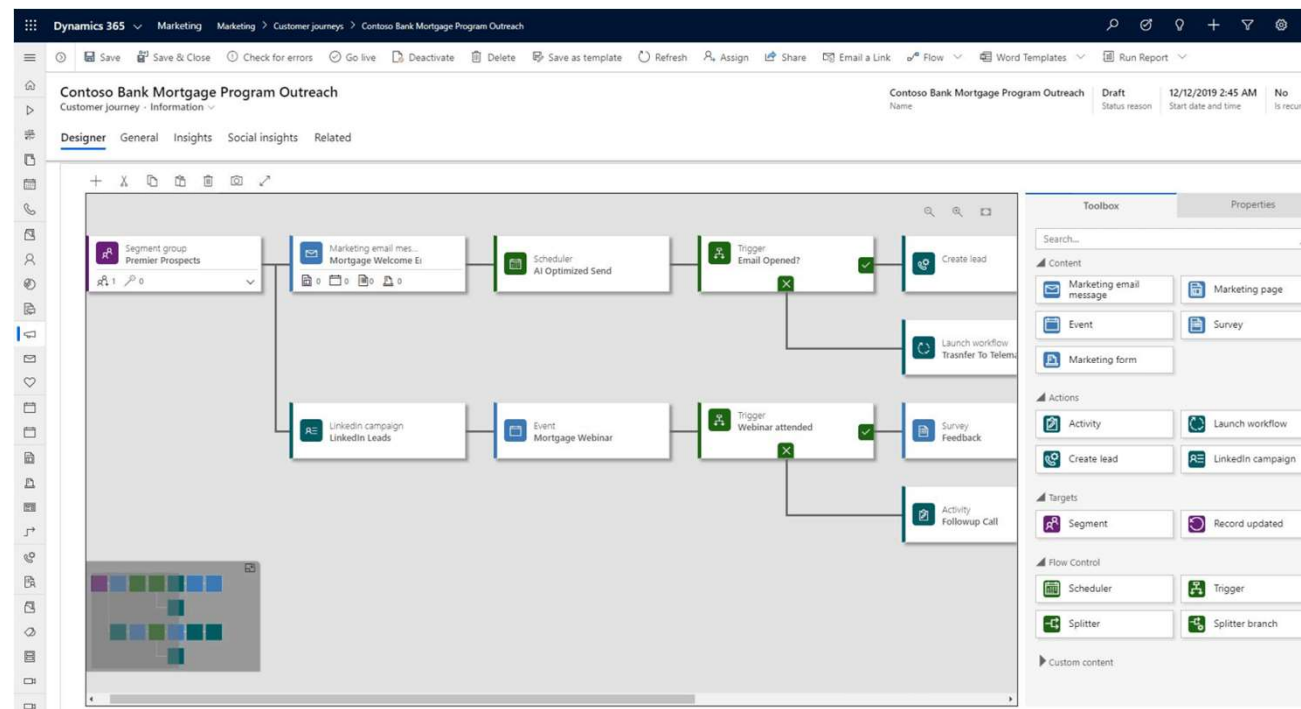 Dynamics 365 Marketing Marketing > Customer journeys > Contoso Bank Mortgage Program Outreach
Save Save & Close Check for errors Go live Deactivate Delete Save as template Refresh Assign Share Email a Link Flow Word Templates Run Report
Contoso Bank Mortgage Program Outreach
Customer journey - Information
Contoso Bank Mortgage Program Outreach
Name
Draft
Status reason
12/12/2019 2:45 AM
Start date and time
No
Is recur
Designer General Insights Social insights Related
Segment group
Premier Prospects
1 0
Marketing email mes...
Mortgage Welcome E
0 0 0 0
Scheduler
AI Optimized Send
Trigger
Email Opened?
Create lead
Launch workflow
Trasnfer To Telema
LinkedIn campaign
LinkedIn Leads
Event
Mortgage Webinar
Trigger
Webinar attended
Survey
Feedback
Activity
Followup Call
Toolbox Properties
Search...
Content
Marketing email
message
Marketing page
Event Survey
Marketing form
Actions
Activity Launch workflow
Create lead LinkedIn campaign
Targets
Segment Record updated
Flow Control
Scheduler Trigger
Splitter Splitter branch
Custom content